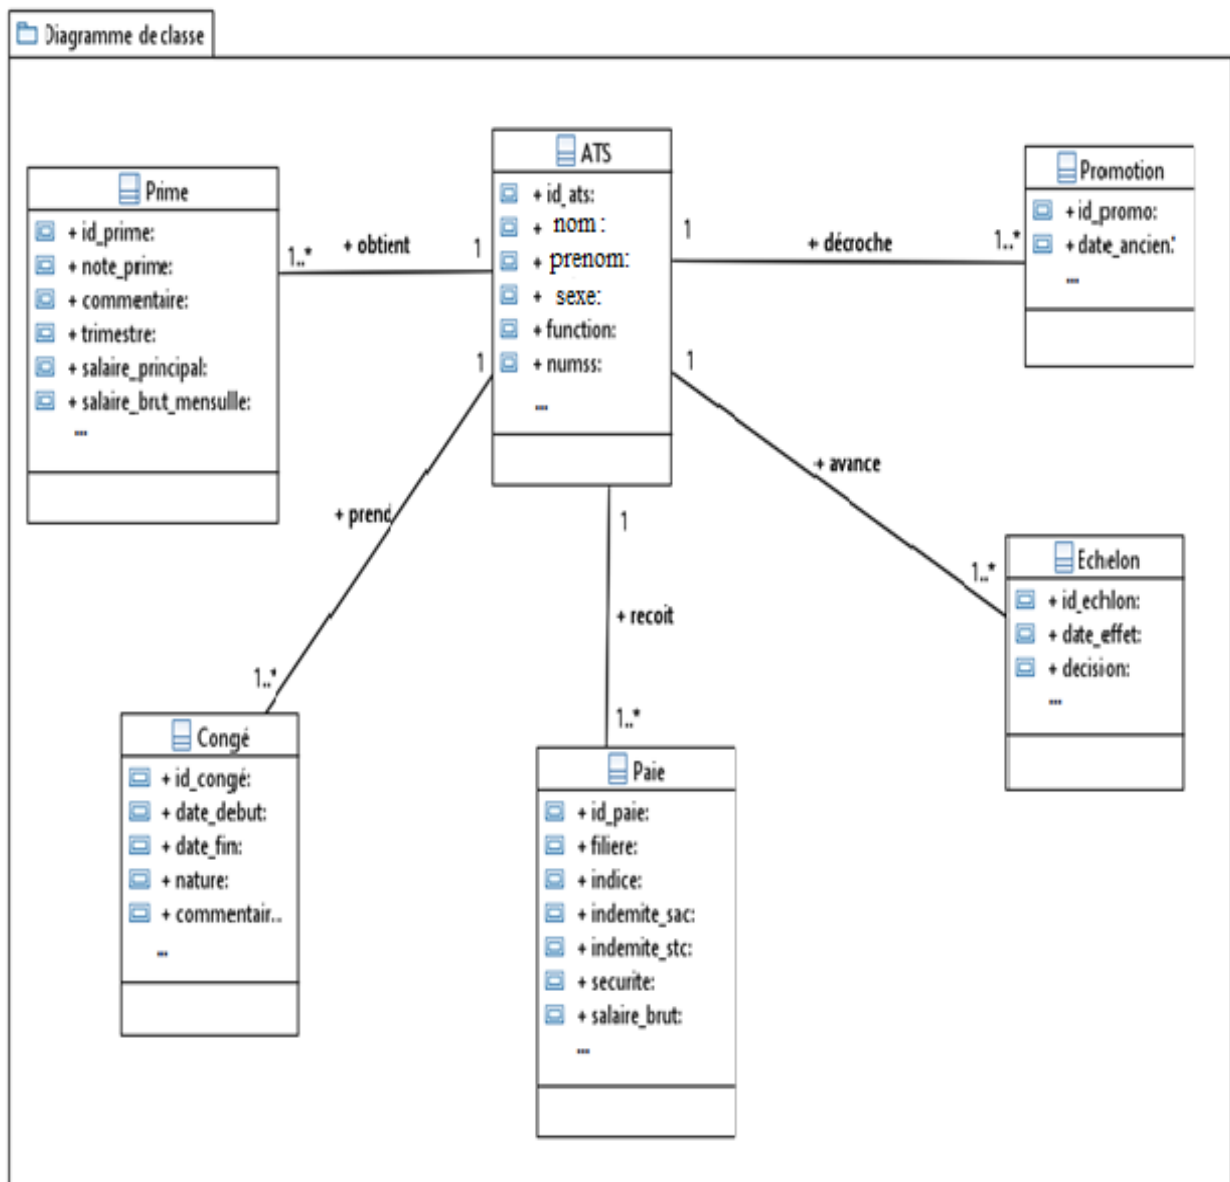 Diagramme de classe
Prime
+ id_prime:
+ note_prime:
+ commentaire:
+ trimestre:
+ salaire_principal:
+ salaire_brut_mensullle:
...
1..*
+ obtient
1
ATS
+ id_ats:
+ nom :
+ prenom:
+ sexe:
+ function:
+ numss:
...
1
+ décroche
1..*
Promotion
+ id_promo:
+ date_ancien:
...
1
+ prend
1..*
1
+ recoit
1..*
1
+ avance
1..*
Echelon
+ id_echlon:
+ date_effet:
+ decision:
...
Congé
+ id_congé:
+ date_debut:
+ date_fin:
+ nature:
+ commentair...
...
Paie
+ id_paie:
+ filiere:
+ indice:
+ indemite_sac:
+ indemite_stc:
+ securite:
+ salaire_brut:
...